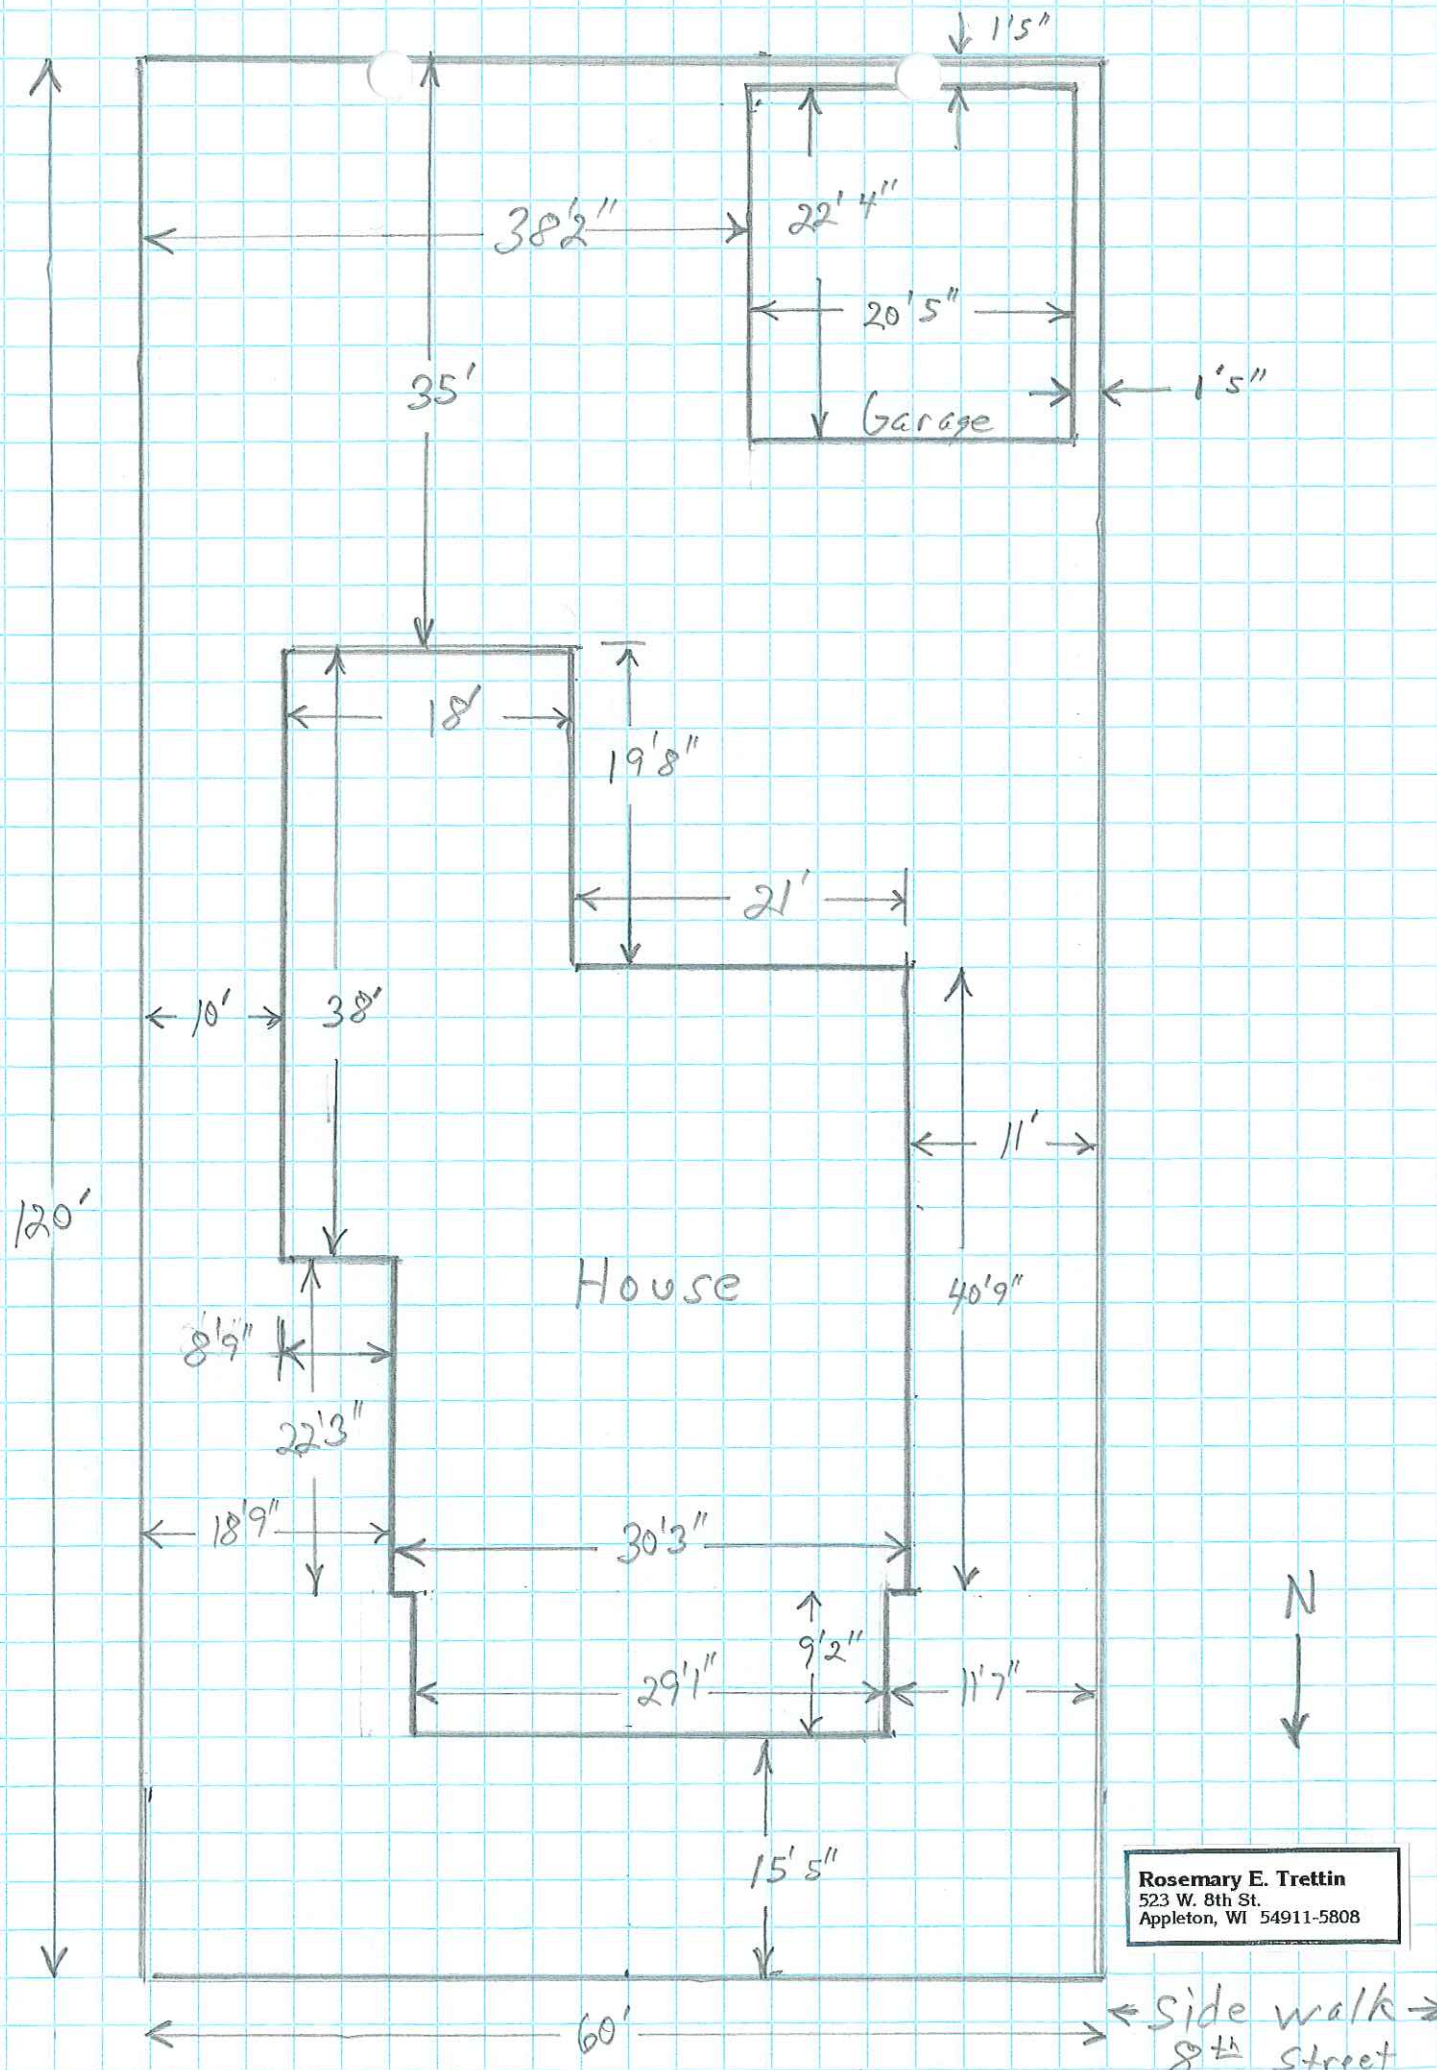 1'5"
38'2"
22'4"
20'5"
35'
1'5"
Garage
18'
19'8"
21'
10'
38'
11'
120'
House
40'9"
8'9"
22'3"
18'9"
30'3"
N
9'2"
29'1"
11'7"
15'5"
Rosemary E. Trettin
523 W. 8th St.
Appleton, WI 54911-5808
Side walk
60'
8th Street